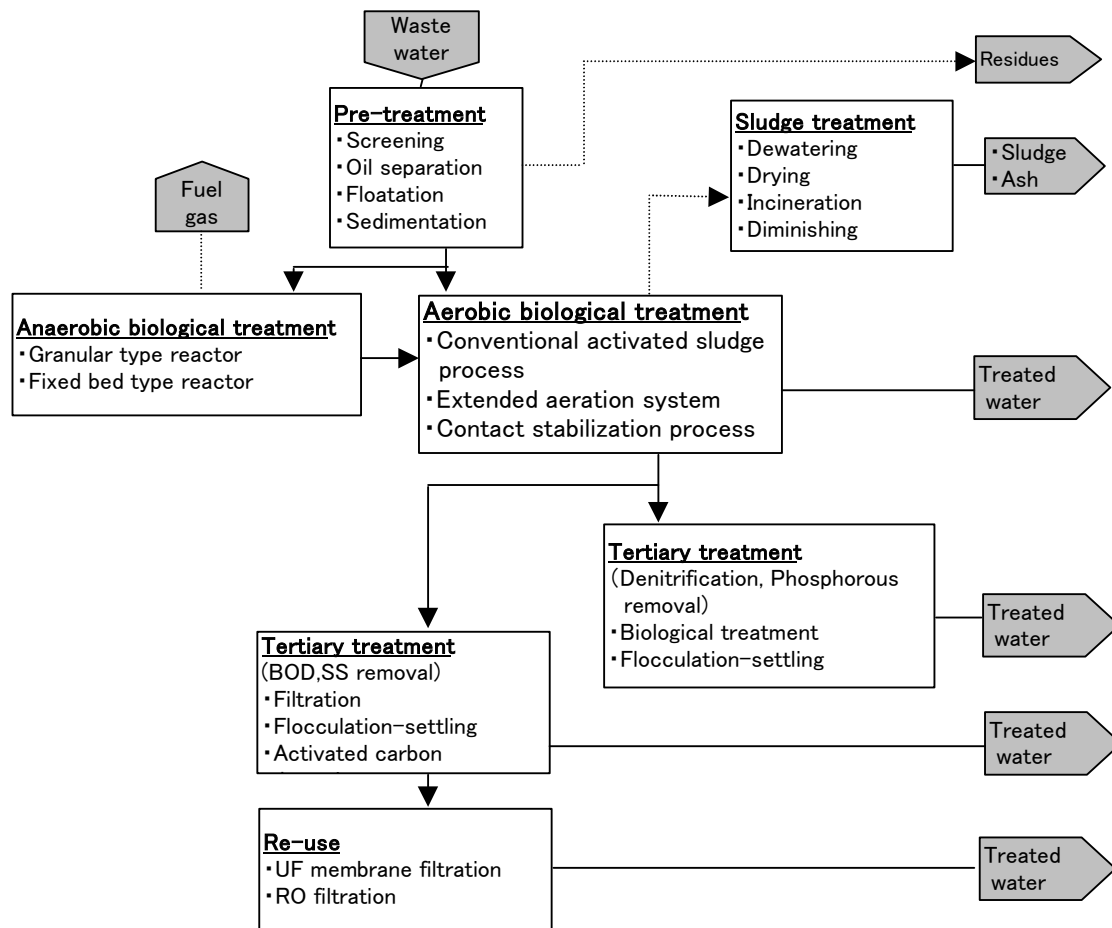 Waste
water
Residues
Pre-treatment
・Screening
・Oil separation
・Floatation
・Sedimentation
Sludge treatment
・Dewatering
・Drying
・Incineration
・Diminishing
・Sludge
・Ash
Fuel
gas
Anaerobic biological treatment
・Granular type reactor
・Fixed bed type reactor
Aerobic biological treatment
・Conventional activated sludge
process
・Extended aeration system
・Contact stabilization process
Treated
water
Tertiary treatment
(Denitrification, Phosphorous
removal)
・Biological treatment
・Flocculation-settling
Treated
water
Tertiary treatment
(BOD,SS removal)
・Filtration
・Flocculation-settling
・Activated carbon
Treated
water
Re-use
・UF membrane filtration
・RO filtration
Treated
water